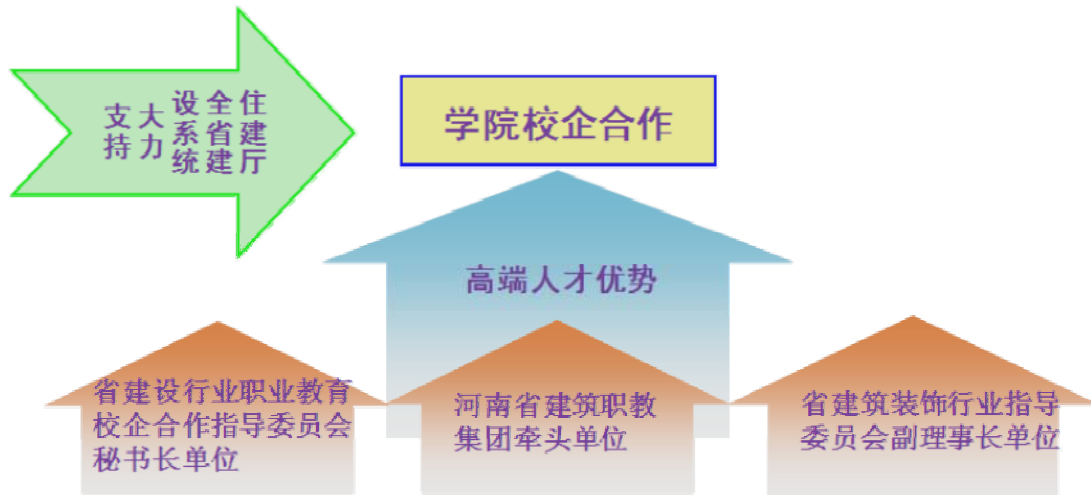 住建厅
全省建
设系统
大力
支持
学院校企合作
高端人才优势
省建设行业职业教育
校企合作指导委员会
秘书长单位
河南省建筑职教
集团牵头单位
省建筑装饰行业指导
委员会副理事长单位